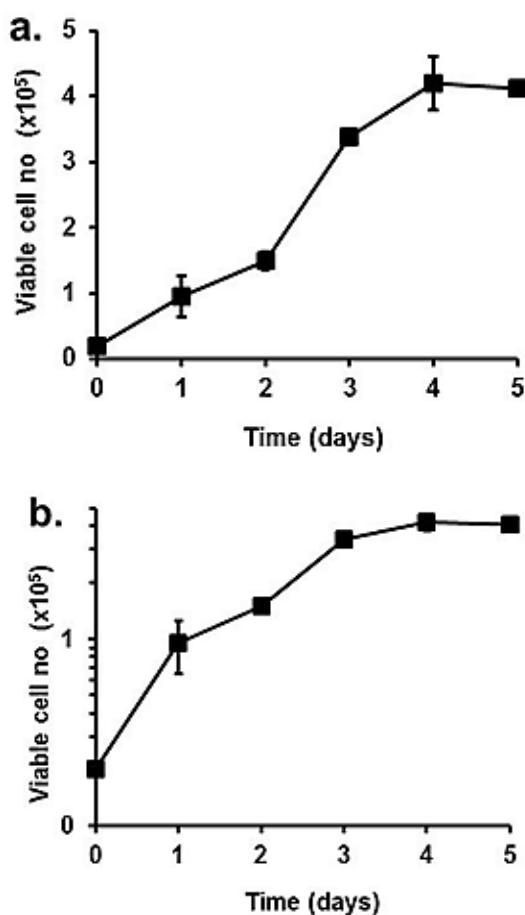 a.
Viable cell no (x10⁵)
5
4
3
2
1
0
0 1 2 3 4 5
Time (days)
b.
Viable cell no (x10⁵)
1
0
0 1 2 3 4 5
Time (days)